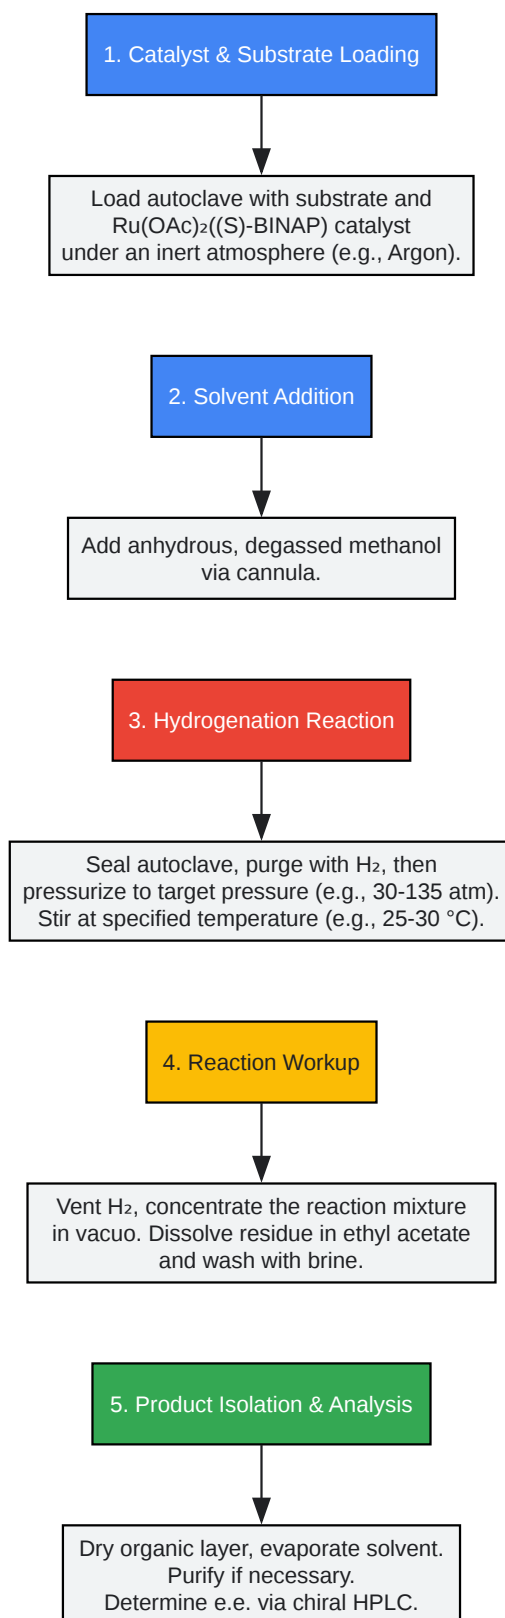 1. Catalyst & Substrate Loading
Load autoclave with substrate and
Ru(OAc)₂((S)-BINAP) catalyst
under an inert atmosphere (e.g., Argon).
2. Solvent Addition
Add anhydrous, degassed methanol
via cannula.
3. Hydrogenation Reaction
Seal autoclave, purge with H₂, then
pressurize to target pressure (e.g., 30-135 atm).
Stir at specified temperature (e.g., 25-30 °C).
4. Reaction Workup
Vent H₂, concentrate the reaction mixture
in vacuo. Dissolve residue in ethyl acetate
and wash with brine.
5. Product Isolation & Analysis
Dry organic layer, evaporate solvent.
Purify if necessary.
Determine e.e. via chiral HPLC.